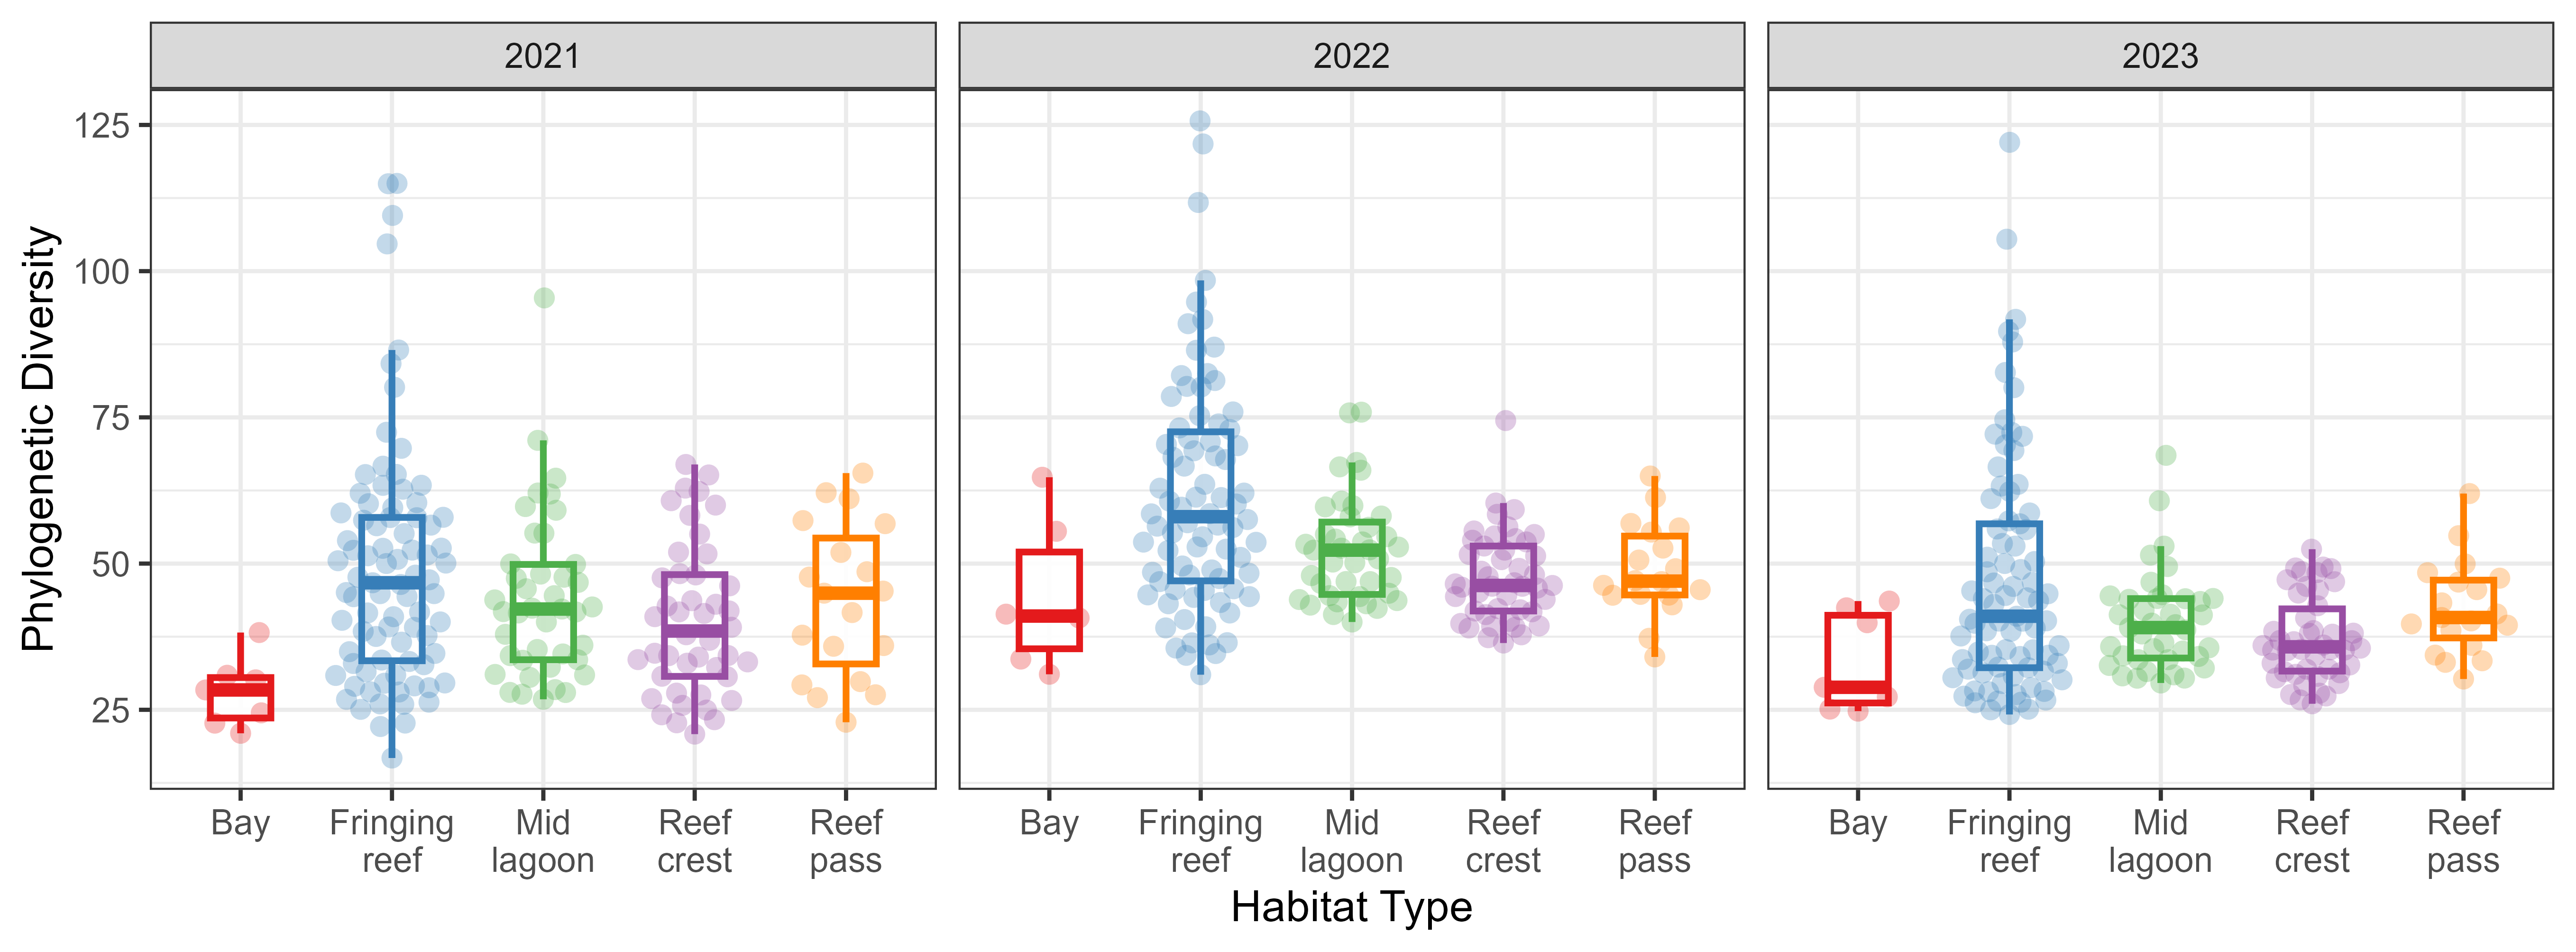 2021
2022
2023
Phylogenetic Diversity
125
100
75
50
25
Bay
Fringing
reef
Mid
lagoon
Reef
crest
Reef
pass
Bay
Fringing
reef
Mid
lagoon
Reef
crest
Reef
pass
Bay
Fringing
reef
Mid
lagoon
Reef
crest
Reef
pass
Habitat Type